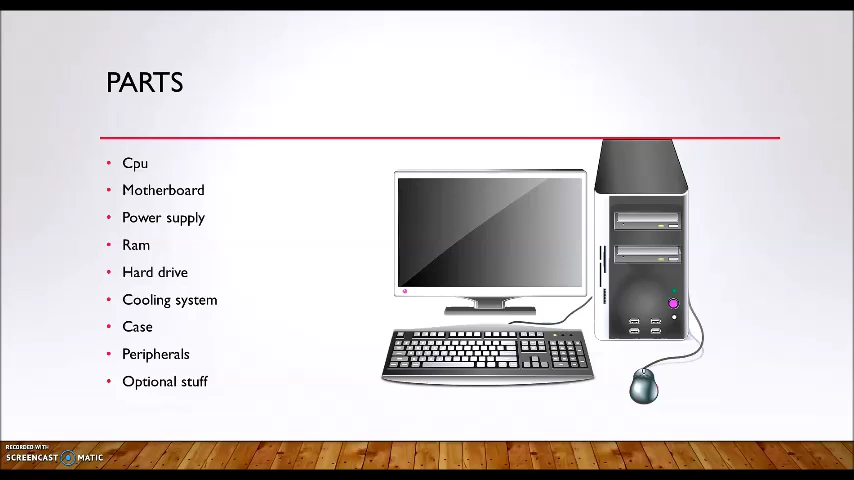 PARTS
Cpu
Motherboard
Power supply
Ram
Hard drive
Cooling system
Case
Peripherals
Optional stuff
RECORDED WITH
SCREENCAST MATIC